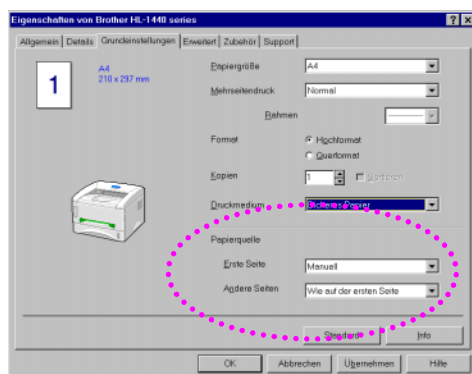 Eigenschaften von Brother HL-1440 series
Allgemein Details Grundeinstellungen Erweitert Zubehör Support
1
A4
210 x 297 mm
Papiergröße A4
Mehrseitendruck Normal
Rahmen
Format Hochformat
Querformat
Kopien 1 Sortieren
Druckmedium Dickeres Papier
Papierquelle
Erste Seite Manuell
Andere Seiten Wie auf der ersten Seite
Standard Info
OK Abbrechen Übernehmen Hilfe